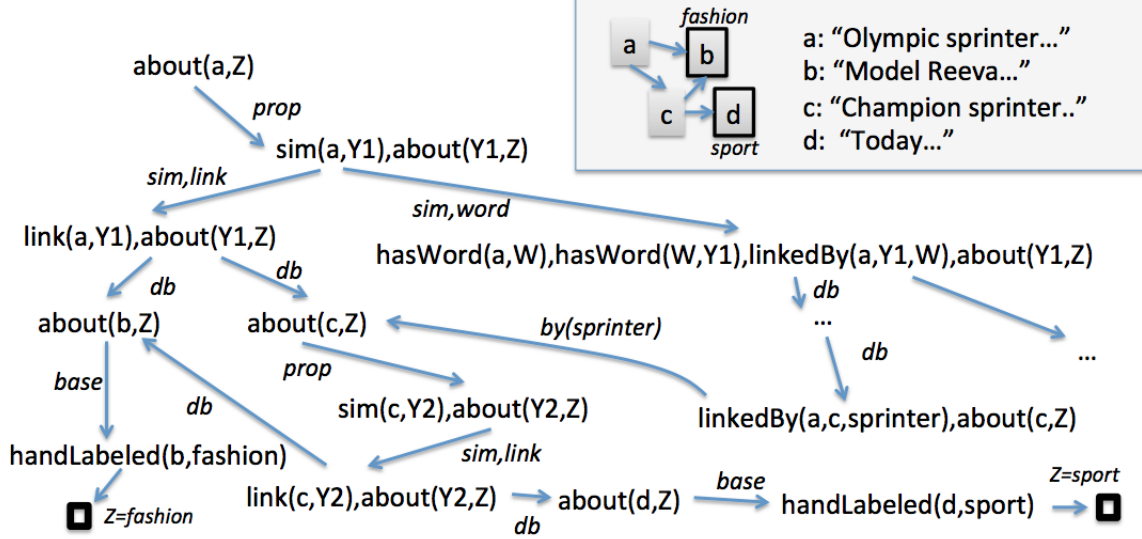 fashion
a
b
c
d
sport
a: “Olympic sprinter…”
b: “Model Reeva…”
c: “Champion sprinter..”
d: “Today…”
about(a,Z)
prop
sim(a,Y1),about(Y1,Z)
sim,link
sim,word
link(a,Y1),about(Y1,Z)
hasWord(a,W),hasWord(W,Y1),linkedBy(a,Y1,W),about(Y1,Z)
db
db
db
about(b,Z)
about(c,Z)
by(sprinter)
…
…
prop
db
base
db
sim(c,Y2),about(Y2,Z)
linkedBy(a,c,sprinter),about(c,Z)
handLabeled(b,fashion)
sim,link
link(c,Y2),about(Y2,Z)
db
about(d,Z)
base
handLabeled(d,sport)
Z=sport
Z=fashion